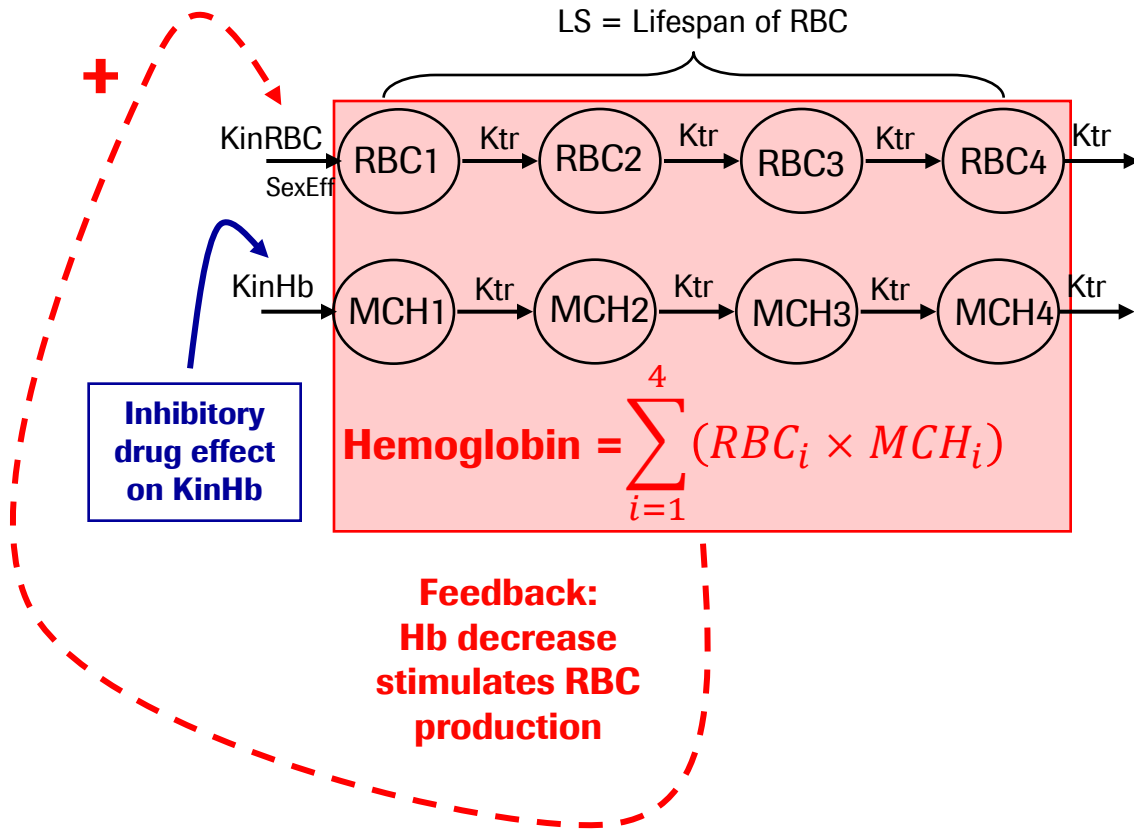 LS = Lifespan of RBC
+
KinRBC
SexEff
RBC1
Ktr
RBC2
Ktr
RBC3
Ktr
RBC4
Ktr
KinHb
MCH1
Ktr
MCH2
Ktr
MCH3
Ktr
MCH4
Ktr
Inhibitory
drug effect
on KinHb
Hemoglobin = \sum_{i=1}^{4} (RBC_i × MCH_i)
Feedback:
Hb decrease
stimulates RBC
production